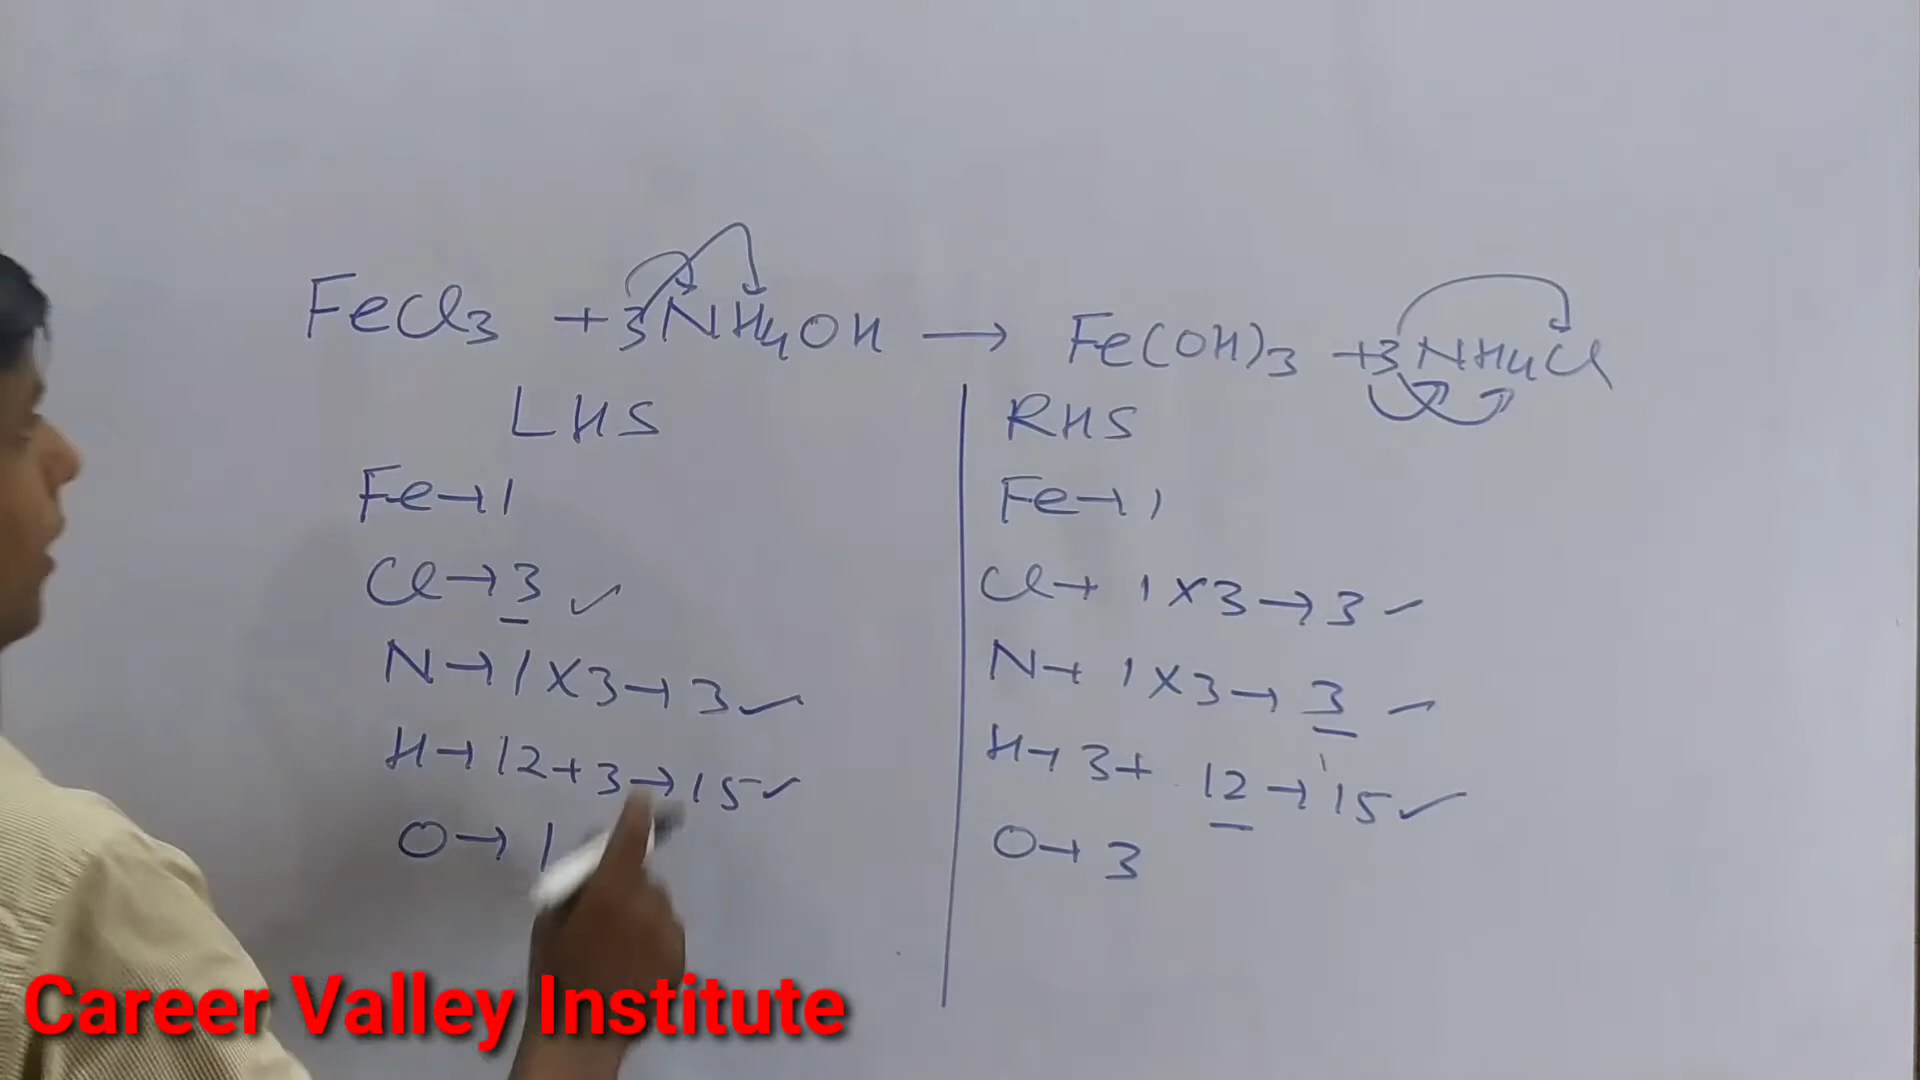 FeCl3 + 3NH4OH → Fe(OH)3 + 3NH4Cl
LHS RHS
Fe→1 Fe→1
Cl→3 ✓ Cl→ 1×3→3 ✓
N→1×3→3 ✓ N→ 1×3→3 ✓
H→12+3→15 ✓ H→3+ 12→15 ✓
O→1 O→3
Career Valley Institute